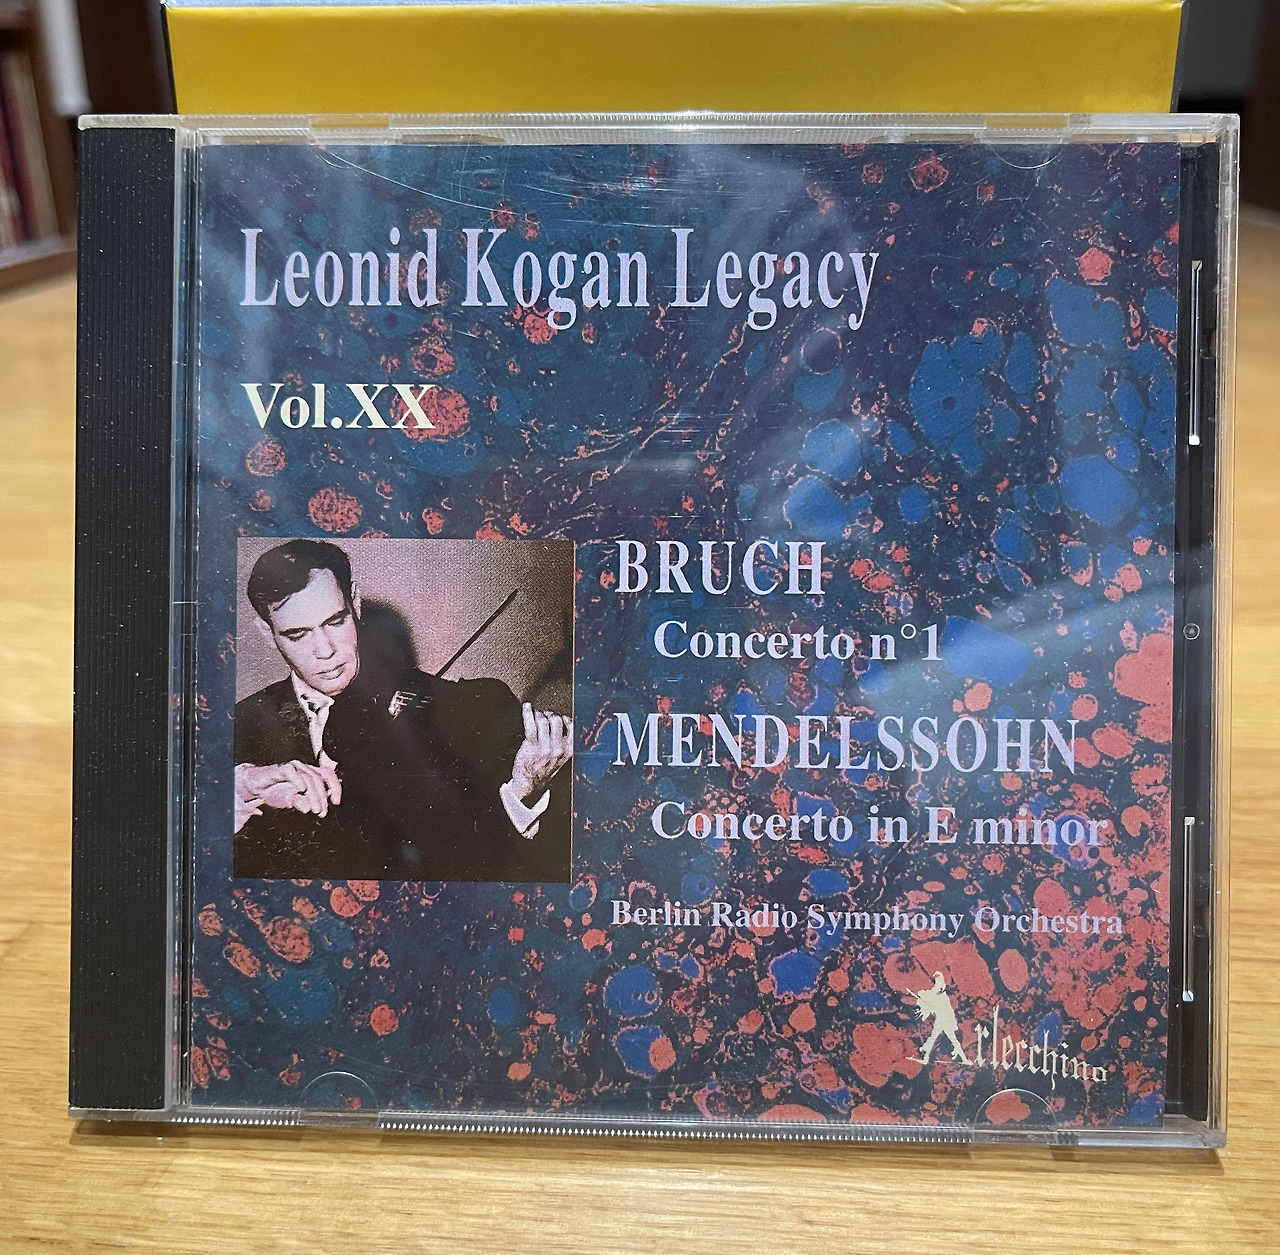 Leonid Kogan Legacy
Vol.XX
BRUCH
Concerto n°1
MENDELSSOHN
Concerto in E minor
Berlin Radio Symphony Orchestra
Arlecchino